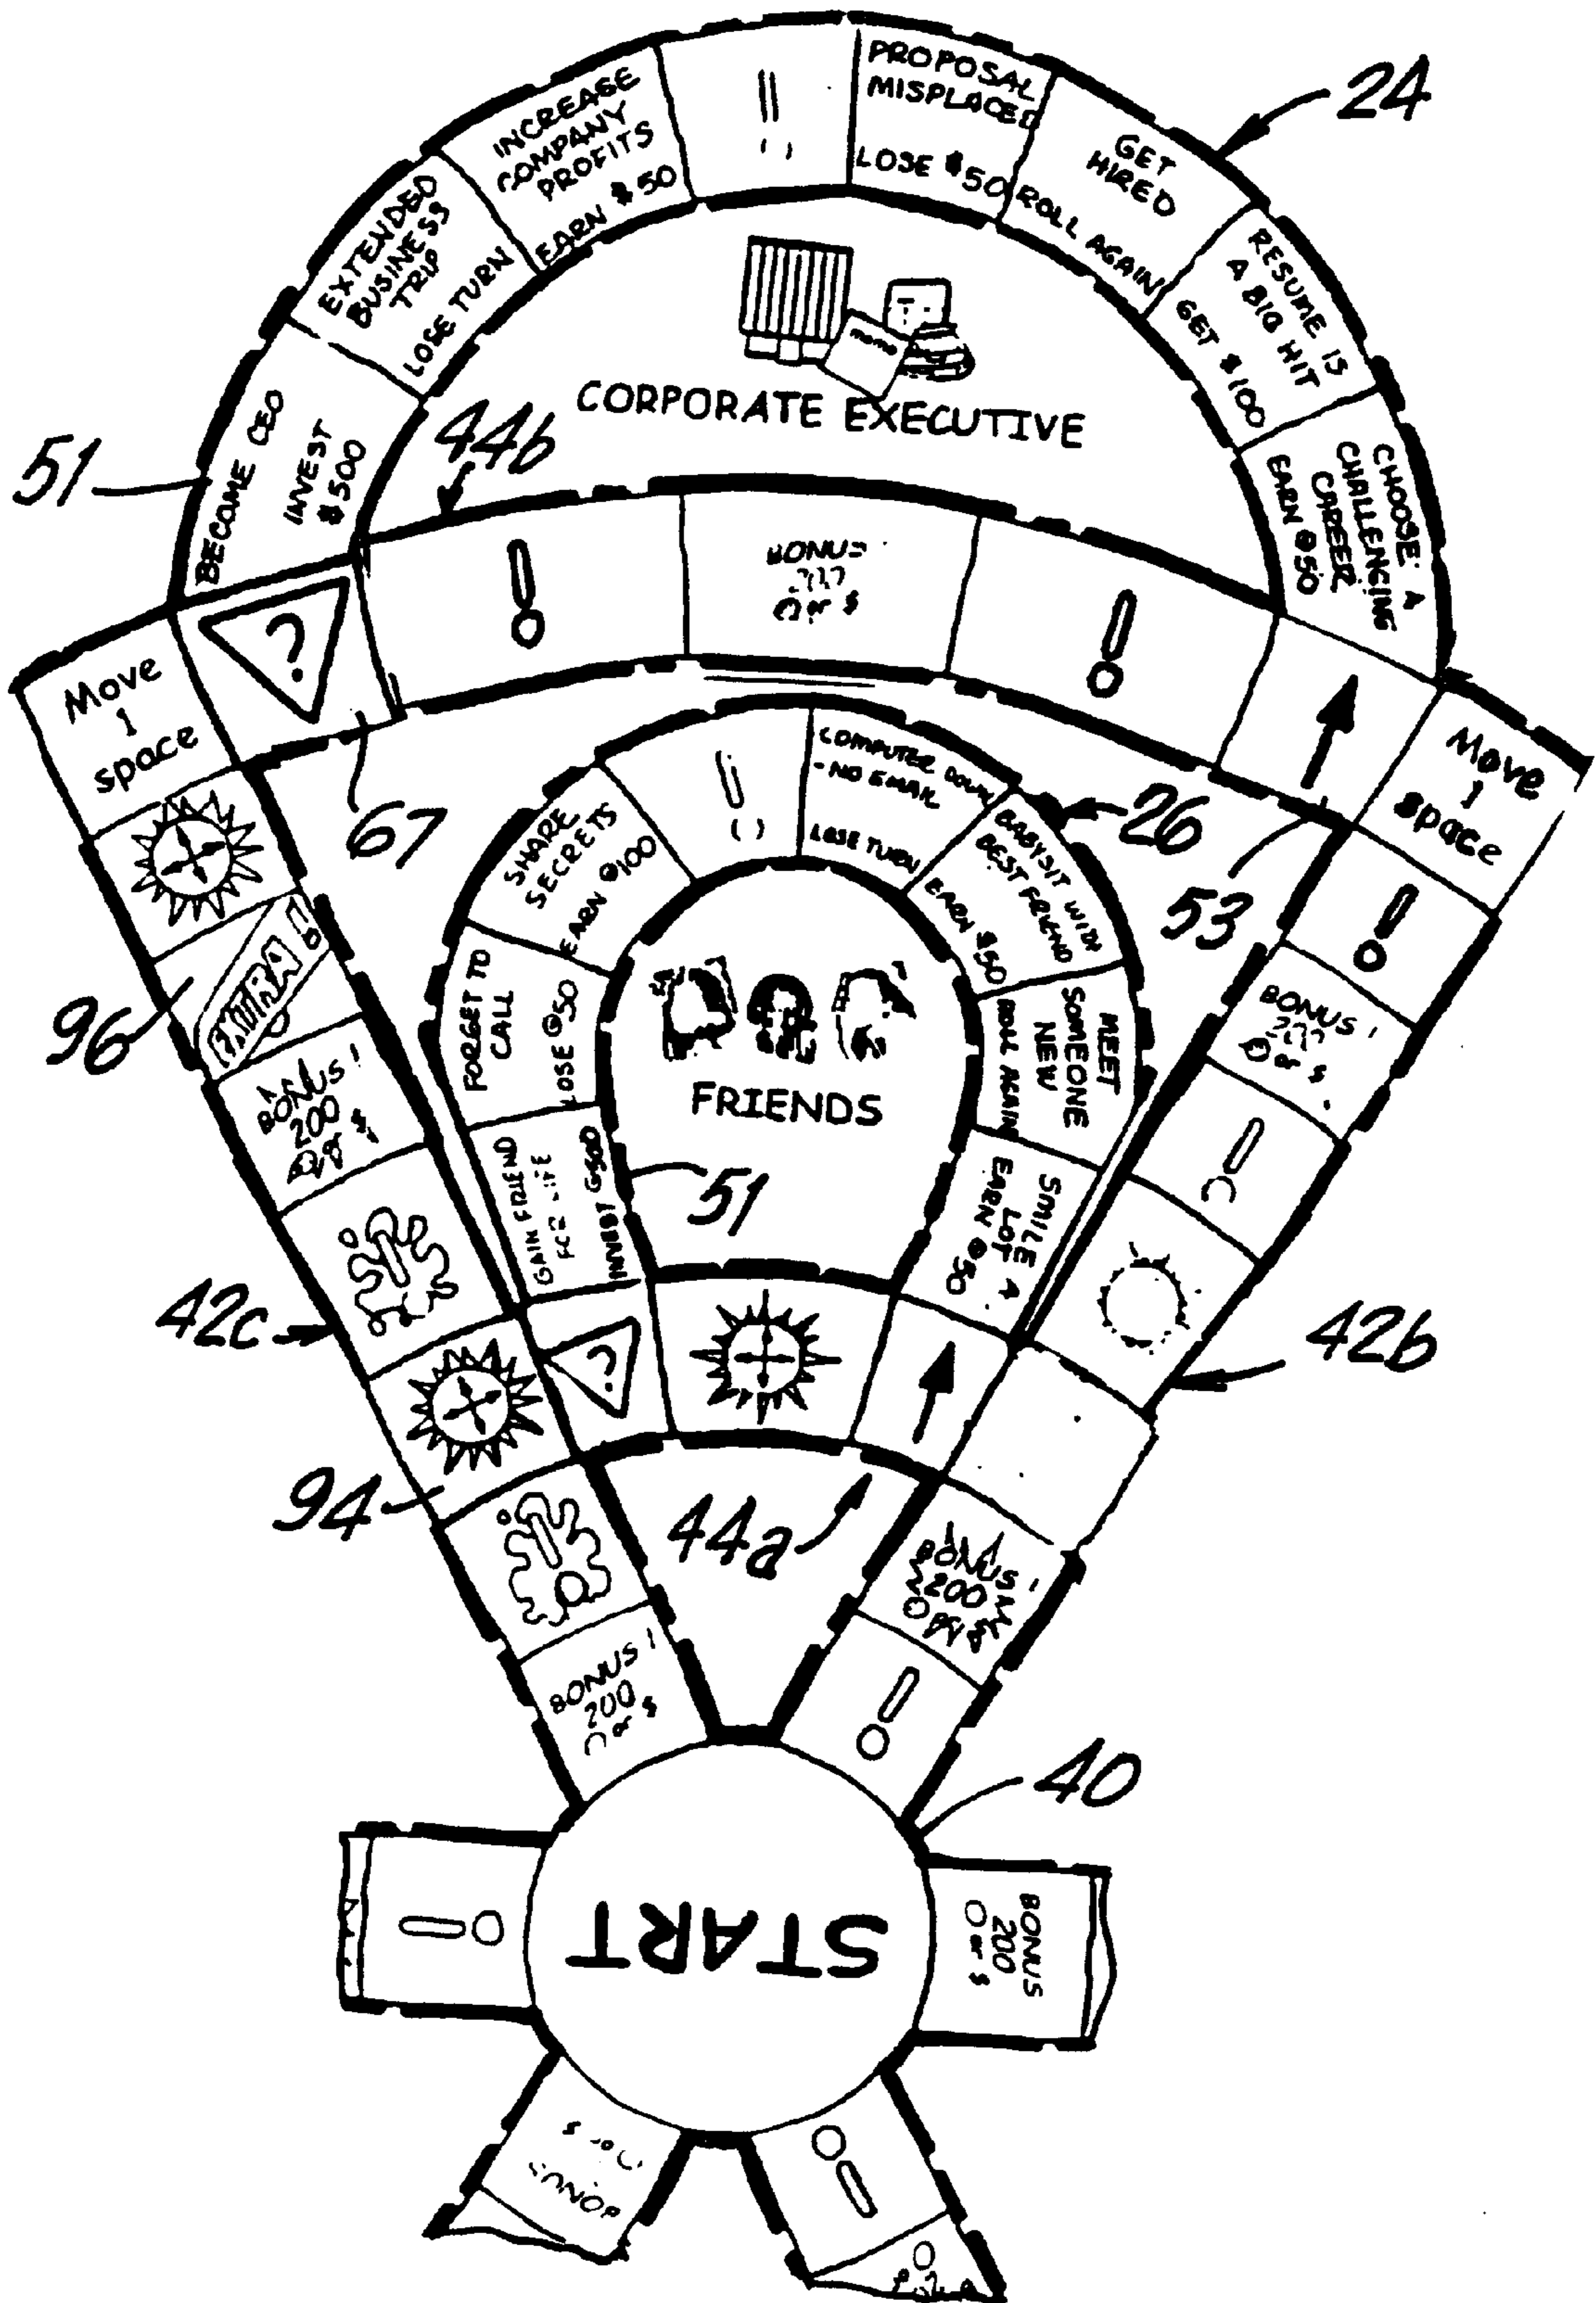 24
PROPOSAL
MISPLACED
LOSE $50
GET
HIRED
ROLL AGAIN
RESUME IS
A BIG HIT
GET $100
CHOOSE A
CHALLENGING
CAREER
EARN @50
INCREASE
COMPANY
PROFITS
EARN $50
EXTENDED
BUSINESS
TRIP
LOSE TURN
BECOME CEO
INVEST
$500
memo
CORPORATE EXECUTIVE
51
44b
?
!
BONUS
!
Move
1
space
Move
1
space
67
53
26
COMPUTER DOWN
-NO EMAIL
LOSE TURN
BABYSIT WITH
BEST FRIEND
EARN $50
MEET
SOMEONE
NEW
ROLL AGAIN
SMILE A
LOT
EARN @50
SHARE
SECRETS
EARN @100
FORGET TO
CALL
LOSE @50
GAIN FRIEND
FOR LIFE
INVEST @500
FRIENDS
51
96
BONUS!
200
!
BONUS!
42c
42b
?
94
44a
BONUS!
200
BONUS!
200
!
40
START
BONUS
200